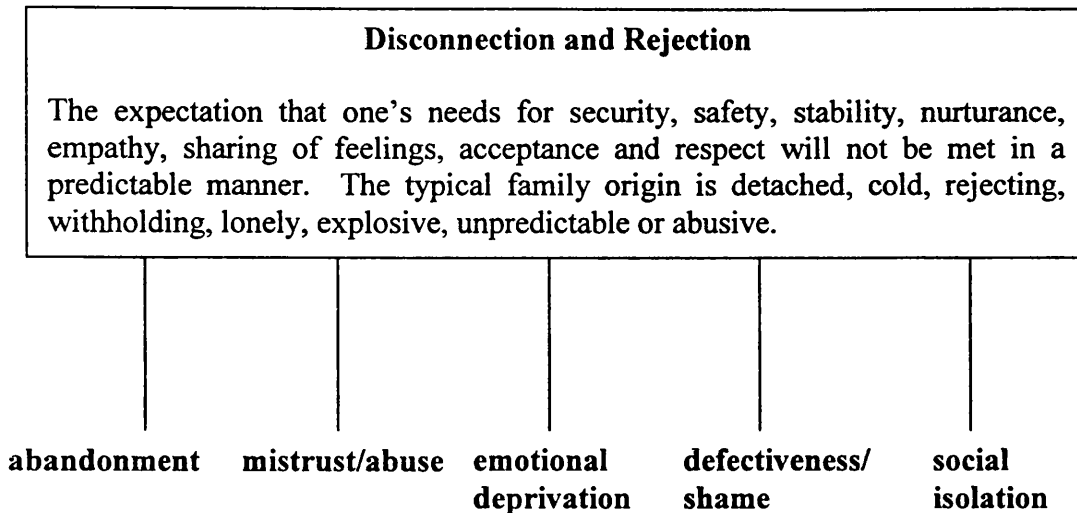 Disconnection and Rejection
The expectation that one's needs for security, safety, stability, nurturance,
empathy, sharing of feelings, acceptance and respect will not be met in a
predictable manner. The typical family origin is detached, cold, rejecting,
withholding, lonely, explosive, unpredictable or abusive.
abandonment mistrust/abuse emotional defectiveness/ social
deprivation shame isolation